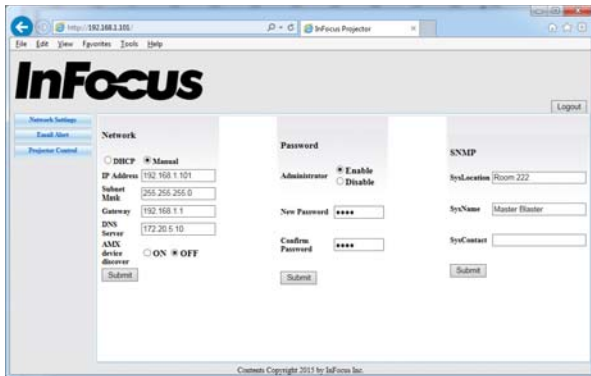 http://192.168.1.101/
InFocus Projector
File Edit View Favorites Tools Help
InFocus
Logout
Network Settings
Email Alert
Projector Control
Network
DHCP Manual
IP Address 192.168.1.101
Subnet Mask 255.255.255.0
Gateway 192.168.1.1
DNS Server 172.20.5.10
AMX device discover ON OFF
Submit
Password
Administrator Enable
Disable
New Password ••••
Confirm Password ••••
Submit
SNMP
SysLocation Room 222
SysName Master Blaster
SysContact
Submit
Contents Copyright 2015 by InFocus Inc.